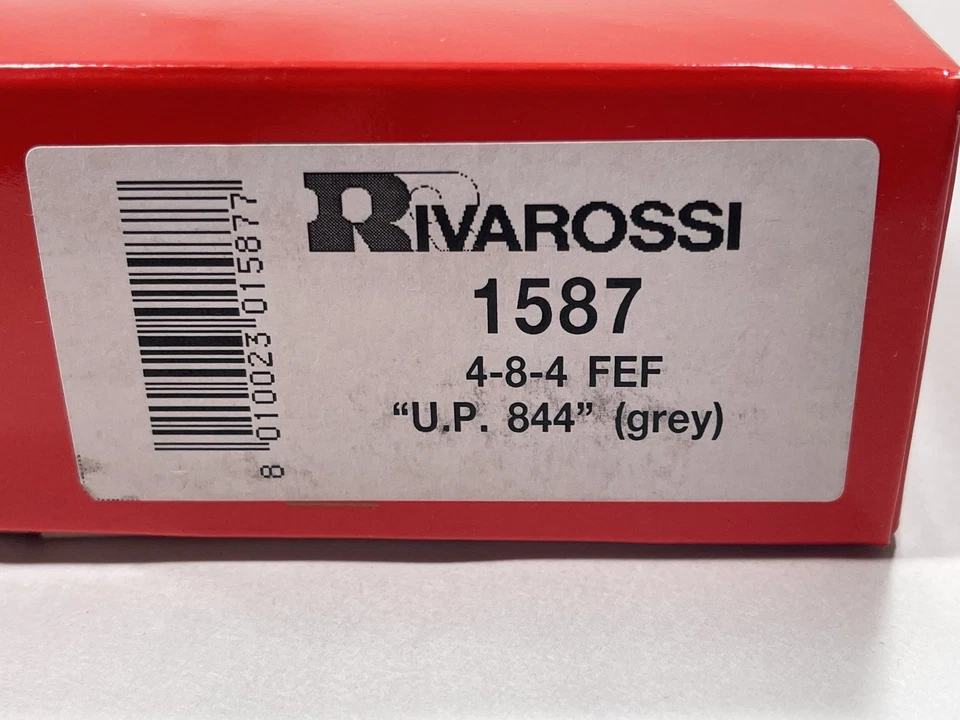 RIVAROSSI
1587
4-8-4 FEF
“U.P. 844” (grey)
8 010023 015877